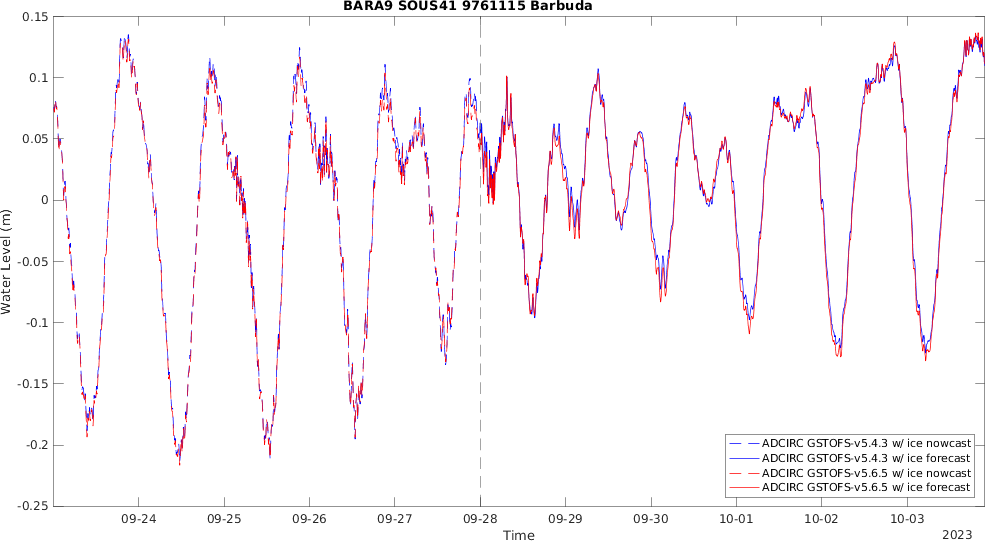 BARA9 SOUS41 9761115 Barbuda
0.15
0.1
0.05
0
-0.05
-0.1
-0.15
-0.2
-0.25
Water Level (m)
09-24 09-25 09-26 09-27 09-28 09-29 09-30 10-01 10-02 10-03
Time
2023
ADCIRC GSTOFS-v5.4.3 w/ ice nowcast
ADCIRC GSTOFS-v5.4.3 w/ ice forecast
ADCIRC GSTOFS-v5.6.5 w/ ice nowcast
ADCIRC GSTOFS-v5.6.5 w/ ice forecast